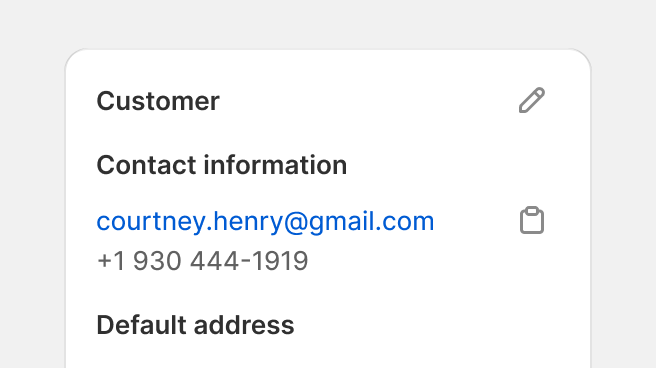 Customer
Contact information
courtney.henry@gmail.com
+1 930 444-1919
Default address